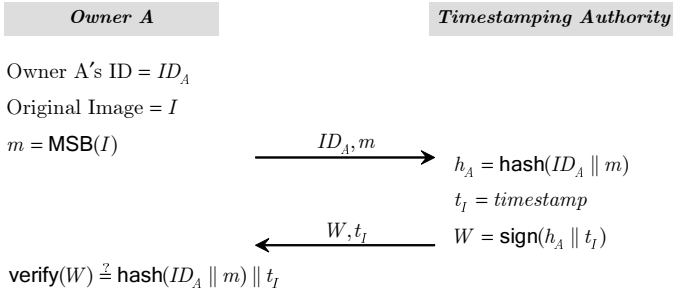 Owner A
Timestamping Authority
Owner A′s ID = ID_A
Original Image = I
m = MSB(I)
ID_A, m
h_A = hash(ID_A || m)
t_I = timestamp
W, t_I
W = sign(h_A || t_I)
verify(W) ≟ hash(ID_A || m) || t_I